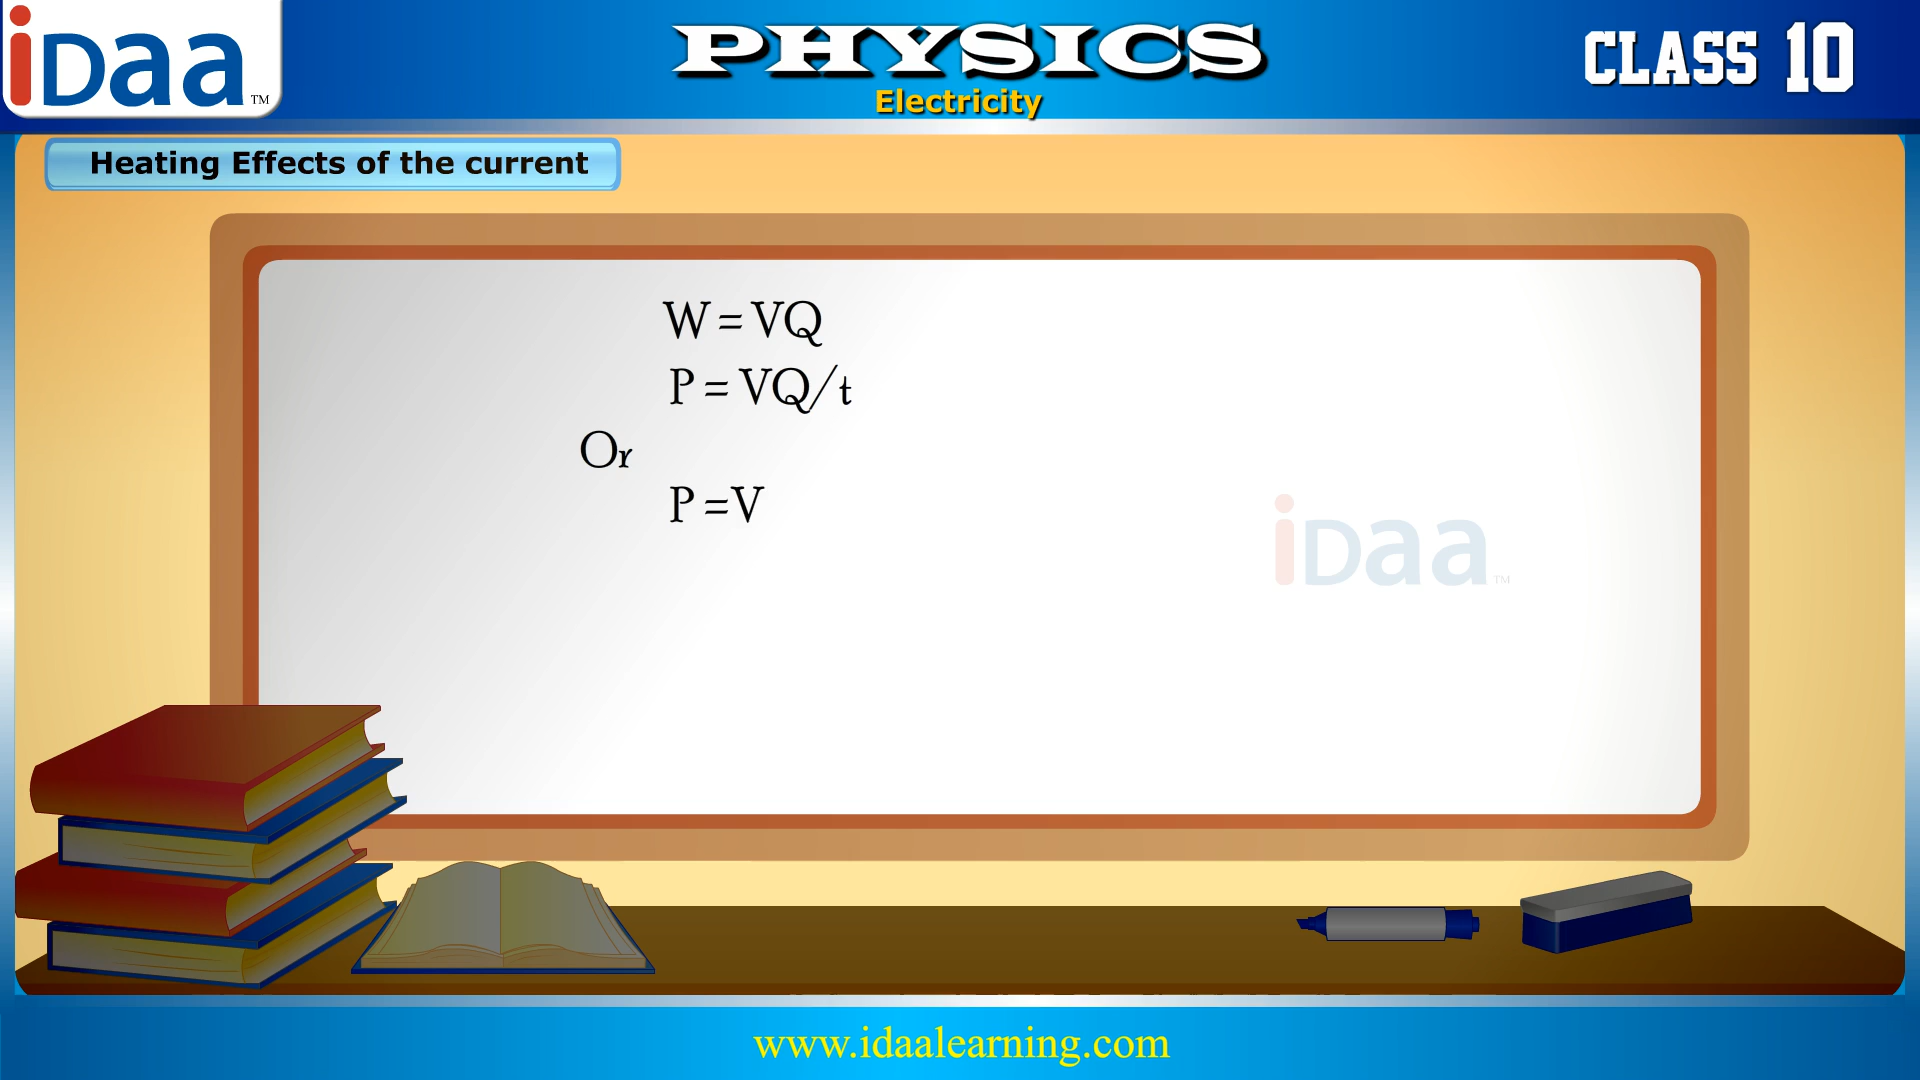 iDaa™
PHYSICS
Electricity
CLASS 10
Heating Effects of the current
W = VQ
P = VQ/t
Or
P =V
iDaa™
www.idaalearning.com